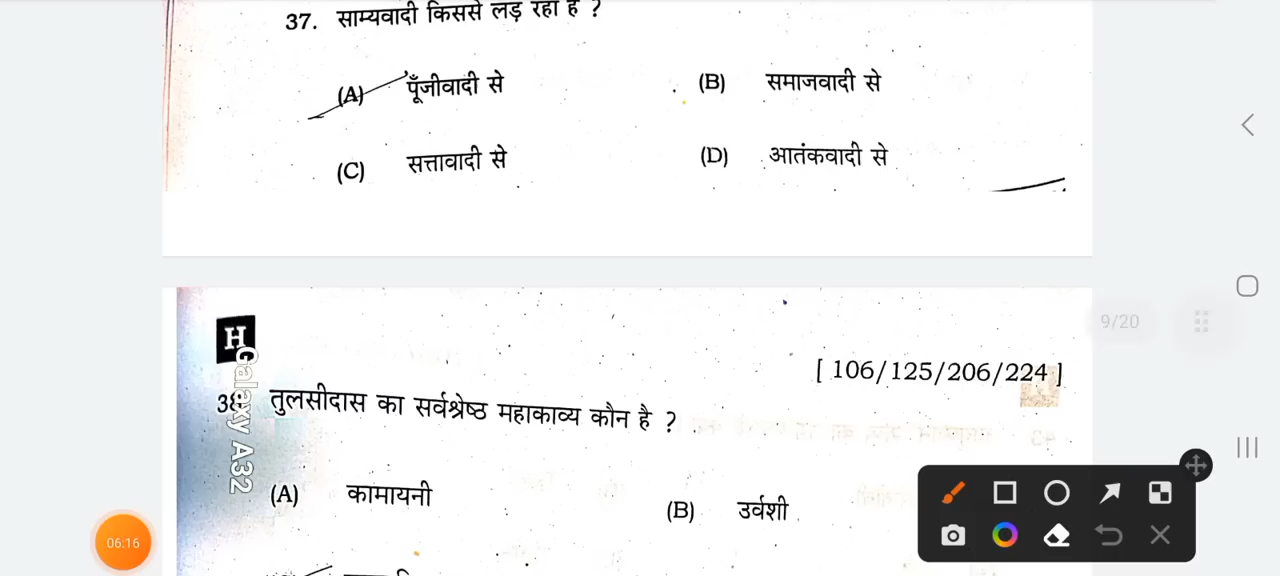 37. साम्यवादी किससे लड़ रहा है ?
(A) पूँजीवादी से
(B) समाजवादी से
(C) सत्तावादी से
(D) आतंकवादी से
9/20
H
[ 106/125/206/224 ]
Galaxy A32
38. तुलसीदास का सर्वश्रेष्ठ महाकाव्य कौन है ?
(A) कामायनी
(B) उर्वशी
06:16